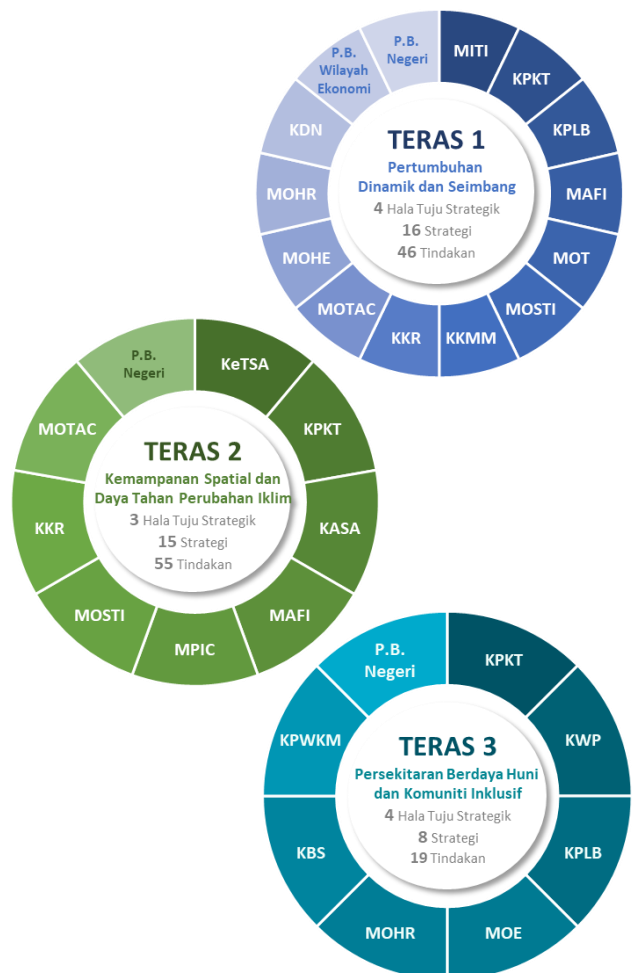 MITI
KPKT
KPLB
MAFI
MOT
MOSTI
KKMM
KKR
MOTAC
MOHE
MOHR
KDN
P.B.
Wilayah
Ekonomi
P.B.
Negeri
TERAS 1
Pertumbuhan
Dinamik dan Seimbang
4 Hala Tuju Strategik
16 Strategi
46 Tindakan
KeTSA
KPKT
KASA
MAFI
MPIC
MOSTI
KKR
MOTAC
P.B.
Negeri
TERAS 2
Kemampanan Spatial dan
Daya Tahan Perubahan Iklim
3 Hala Tuju Strategik
15 Strategi
55 Tindakan
KPKT
KWP
KPLB
MOE
MOHR
KBS
KPWKM
P.B.
Negeri
TERAS 3
Persekitaran Berdaya Huni
dan Komuniti Inklusif
4 Hala Tuju Strategik
8 Strategi
19 Tindakan